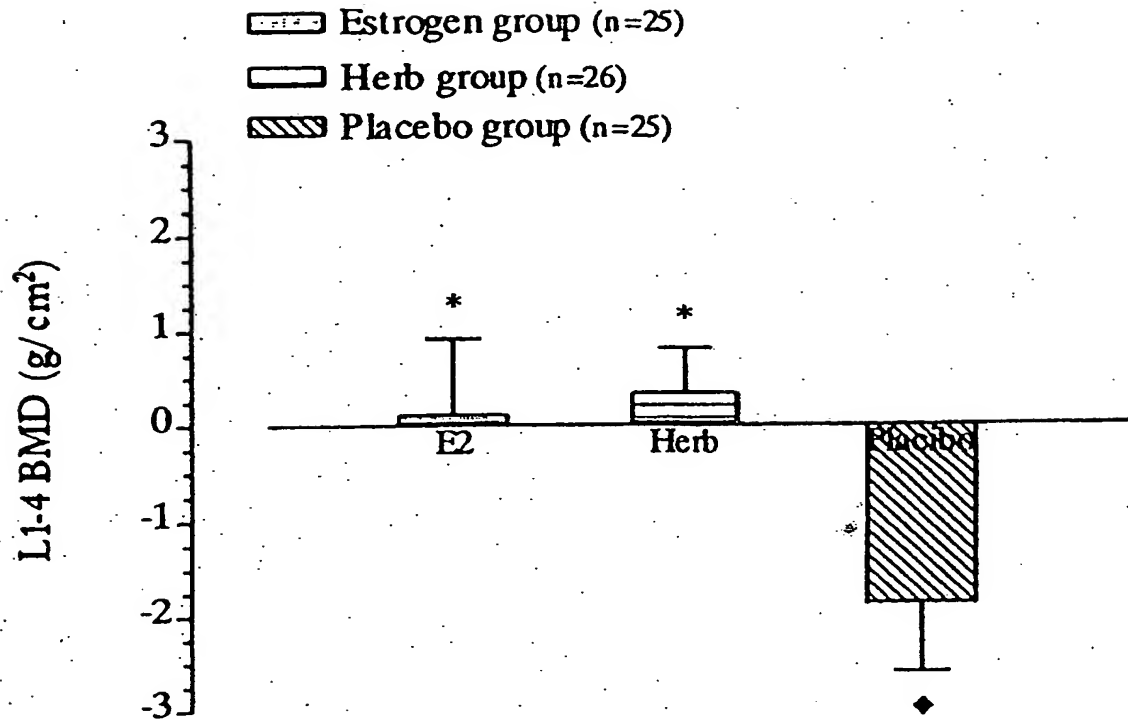 Estrogen group (n=25)
Herb group (n=26)
Placebo group (n=25)
L1-4 BMD (g/cm²)
3
2
1
0
-1
-2
-3
*
*
E2
Herb
Placibo
◆